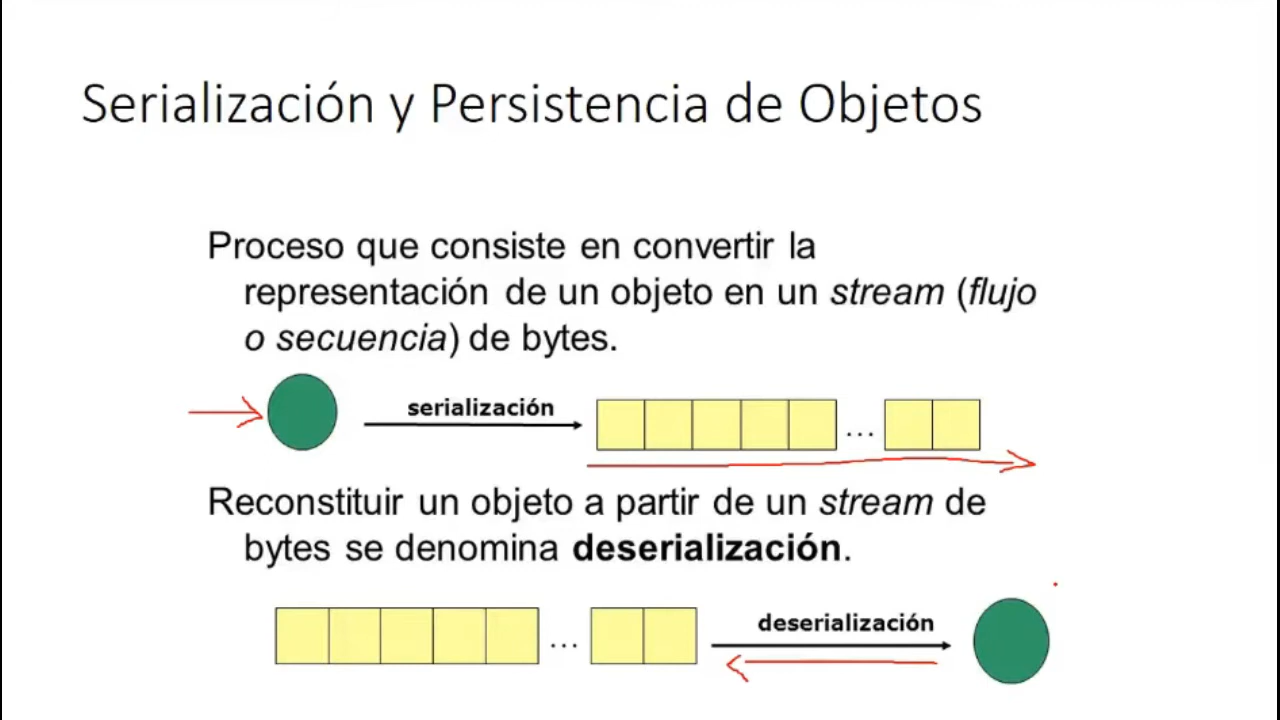 Serialización y Persistencia de Objetos
Proceso que consiste en convertir la
representación de un objeto en un stream (flujo
o secuencia) de bytes.
serialización
...
Reconstituir un objeto a partir de un stream de
bytes se denomina deserialización.
...
deserialización